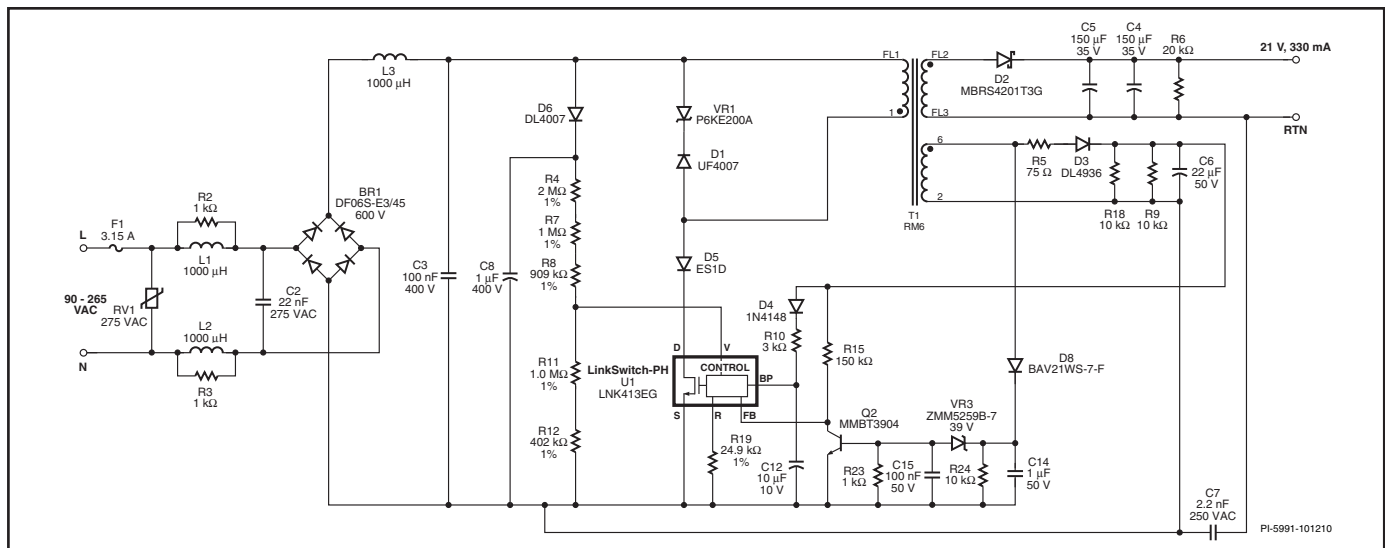 L3
1000 µH
D6
DL4007
VR1
P6KE200A
D1
UF4007
FL1
1
FL2
FL3
6
2
T1
RM6
D2
MBRS4201T3G
C5
150 µF
35 V
C4
150 µF
35 V
R6
20 kΩ
21 V, 330 mA
RTN
R5
75 Ω
D3
DL4936
R18
10 kΩ
R9
10 kΩ
C6
22 µF
50 V
R4
2 MΩ
1%
R7
1 MΩ
1%
R8
909 kΩ
1%
BR1
DF06S-E3/45
600 V
R2
1 kΩ
F1
3.15 A
L
L1
1000 µH
90 - 265
VAC
RV1
275 VAC
C2
22 nF
275 VAC
L2
1000 µH
N
R3
1 kΩ
C3
100 nF
400 V
C8
1 µF
400 V
D5
ES1D
D4
1N4148
R10
3 kΩ
R15
150 kΩ
D
V
LinkSwitch-PH
U1
LNK413EG
CONTROL
BP
S
R
FB
R11
1.0 MΩ
1%
R12
402 kΩ
1%
R19
24.9 kΩ
1%
C12
10 µF
10 V
Q2
MMBT3904
VR3
ZMM5259B-7
39 V
D8
BAV21WS-7-F
R23
1 kΩ
C15
100 nF
50 V
R24
10 kΩ
C14
1 µF
50 V
C7
2.2 nF
250 VAC
PI-5991-101210